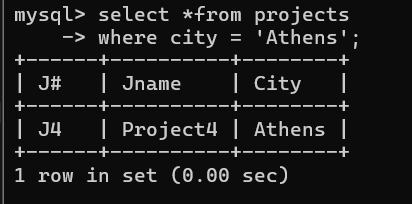 mysql> select *from projects
    -> where city = 'Athens';
+------+----------+--------+
| J#   | Jname    | City   |
+------+----------+--------+
| J4   | Project4 | Athens |
+------+----------+--------+
1 row in set (0.00 sec)